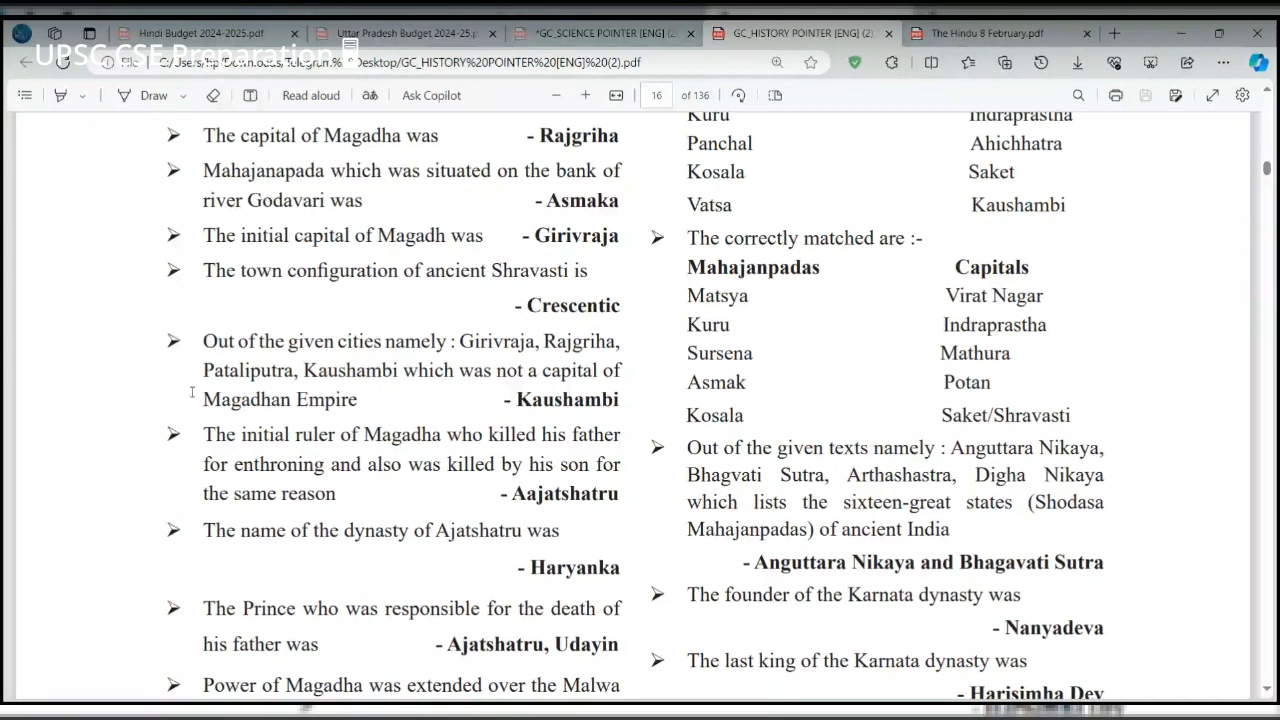 Hindi Budget 2024-2025.pdf
Uttar Pradesh Budget 2024-25
*GC_SCIENCE POINTER [ENG] (2)
GC_HISTORY POINTER [ENG] (2)
The Hindu 8 February.pdf
UPSC CSE Preparation
Desktop/GC_HISTORY%20POINTER%20[ENG]%20(2).pdf
Draw
Read aloud
Ask Copilot
16 of 136
➢ The capital of Magadha was - Rajgriha
➢ Mahajanapada which was situated on the bank of
river Godavari was - Asmaka
➢ The initial capital of Magadh was - Girivraja
➢ The town configuration of ancient Shravasti is
- Crescentic
➢ Out of the given cities namely : Girivraja, Rajgriha,
Pataliputra, Kaushambi which was not a capital of
Magadhan Empire - Kaushambi
➢ The initial ruler of Magadha who killed his father
for enthroning and also was killed by his son for
the same reason - Aajatshatru
➢ The name of the dynasty of Ajatshatru was
- Haryanka
➢ The Prince who was responsible for the death of
his father was - Ajatshatru, Udayin
➢ Power of Magadha was extended over the Malwa
Kuru Indraprastha
Panchal Ahichhatra
Kosala Saket
Vatsa Kaushambi
➢ The correctly matched are :-
Mahajanpadas Capitals
Matsya Virat Nagar
Kuru Indraprastha
Sursena Mathura
Asmak Potan
Kosala Saket/Shravasti
➢ Out of the given texts namely : Anguttara Nikaya,
Bhagvati Sutra, Arthashastra, Digha Nikaya
which lists the sixteen-great states (Shodasa
Mahajanpadas) of ancient India
- Anguttara Nikaya and Bhagavati Sutra
➢ The founder of the Karnata dynasty was
- Nanyadeva
➢ The last king of the Karnata dynasty was
- Harisimha Dev